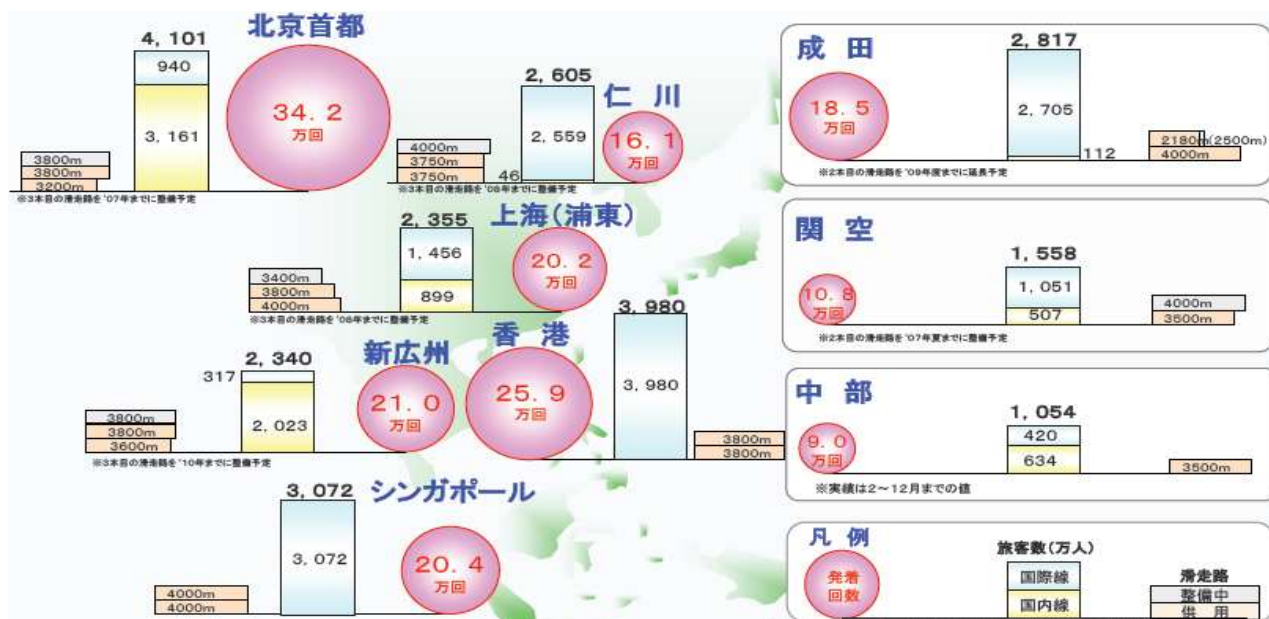 北京首都
4,101
940
3,161
34.2
万回
3800m
3800m
3200m
※3本目の滑走路を'07年までに整備予定
仁川
2,605
2,559
46
16.1
万回
4000m
3750m
3750m
※3本目の滑走路を'08年までに整備予定
上海(浦東)
2,355
1,456
899
20.2
万回
3400m
3800m
4000m
※3本目の滑走路を'08年までに整備予定
新広州
2,340
317
2,023
21.0
万回
3800m
3800m
3600m
※3本目の滑走路を'10年までに整備予定
香港
3,980
3,980
25.9
万回
3800m
3800m
シンガポール
3,072
3,072
20.4
万回
4000m
4000m
成田
2,817
2,705
112
18.5
万回
2180m(2500m)
4000m
※2本目の滑走路を'09年度までに延長予定
関空
1,558
1,051
507
10.8
万回
4000m
3500m
※2本目の滑走路を'07年夏までに整備予定
中部
1,054
420
634
9.0
万回
3500m
※実績は2〜12月までの値
凡例
発着
回数
旅客数(万人)
国際線
国内線
滑走路
整備中
供用